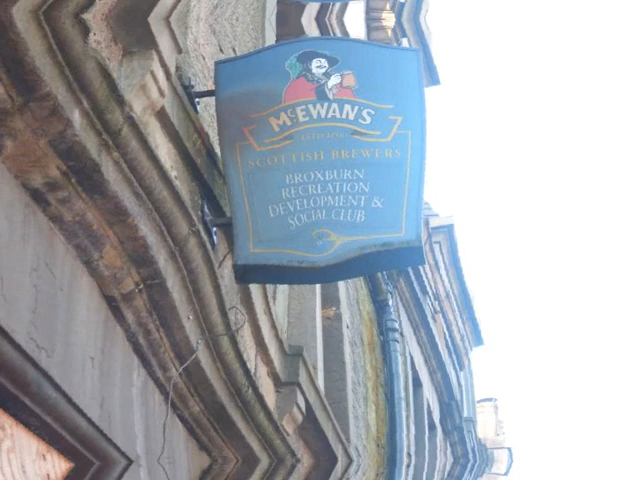 McEWAN'S
SCOTTISH BREWERS
BROXBURN
RECREATION
DEVELOPMENT &
SOCIAL CLUB